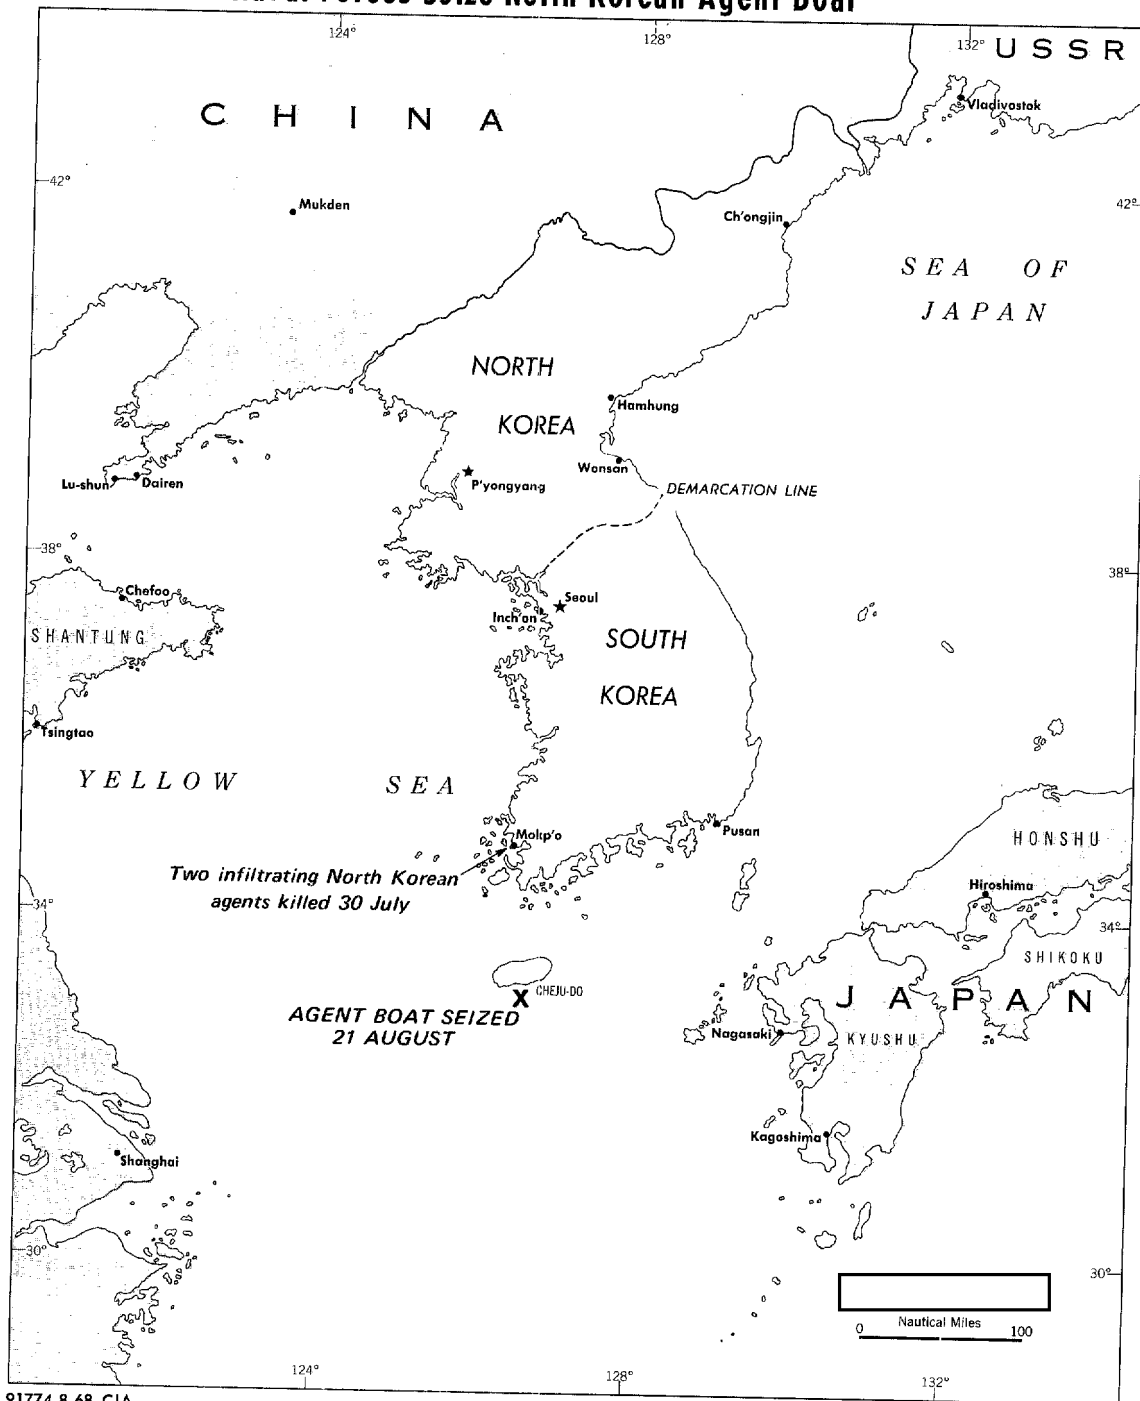 Forces Seize North Korean Agent Boat
124°
128°
132°
USSR
CHINA
Vladivostok
42°
Mukden
Ch'ongjin
42°
SEA OF
JAPAN
NORTH
KOREA
Hamhung
Wonsan
Lu-shun
Dairen
P'yongyang
DEMARCATION LINE
38°
38°
Chefoo
Seoul
Inch'on
SHANTUNG
SOUTH
KOREA
Tsingtao
YELLOW SEA
Mokp'o
Pusan
HONSHU
Two infiltrating North Korean
agents killed 30 July
Hiroshima
34°
34°
SHIKOKU
CHEJU-DO
X
JAPAN
AGENT BOAT SEIZED
21 AUGUST
Nagasaki
KYUSHU
Kagoshima
Shanghai
30°
30°
Nautical Miles
0 100
124°
128°
132°
91774 8-68 CIA